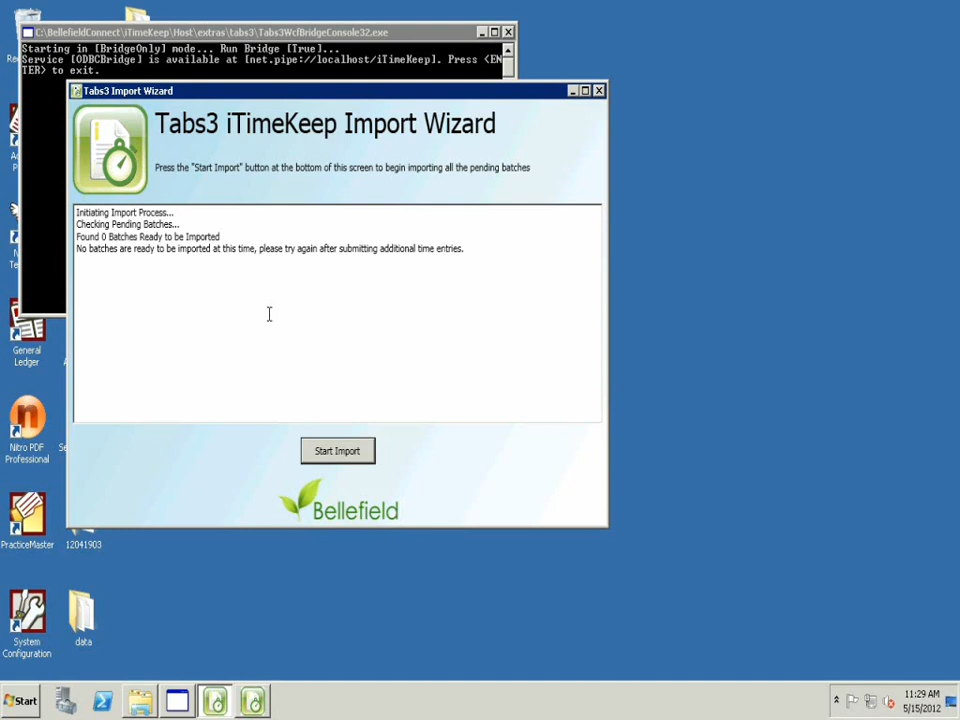 C:\BellefieldConnect\iTimeKeep\Host\extras\tabs3\Tabs3WcfBridgeConsole32.exe
Starting in [BridgeOnly] mode... Run Bridge [True]...
Service [ODBCBridge] is available at [net.pipe://localhost/iTimeKeep]. Press <EN
TER> to exit.
Tabs3 Import Wizard
Tabs3 iTimeKeep Import Wizard
Press the "Start Import" button at the bottom of this screen to begin importing all the pending batches
Initiating Import Process...
Checking Pending Batches...
Found 0 Batches Ready to be Imported
No batches are ready to be imported at this time, please try again after submitting additional time entries.
Start Import
Bellefield
General
Ledger
Nitro PDF
Professional
PracticeMaster
12041903
System
Configuration
data
Start
11:29 AM
5/15/2012